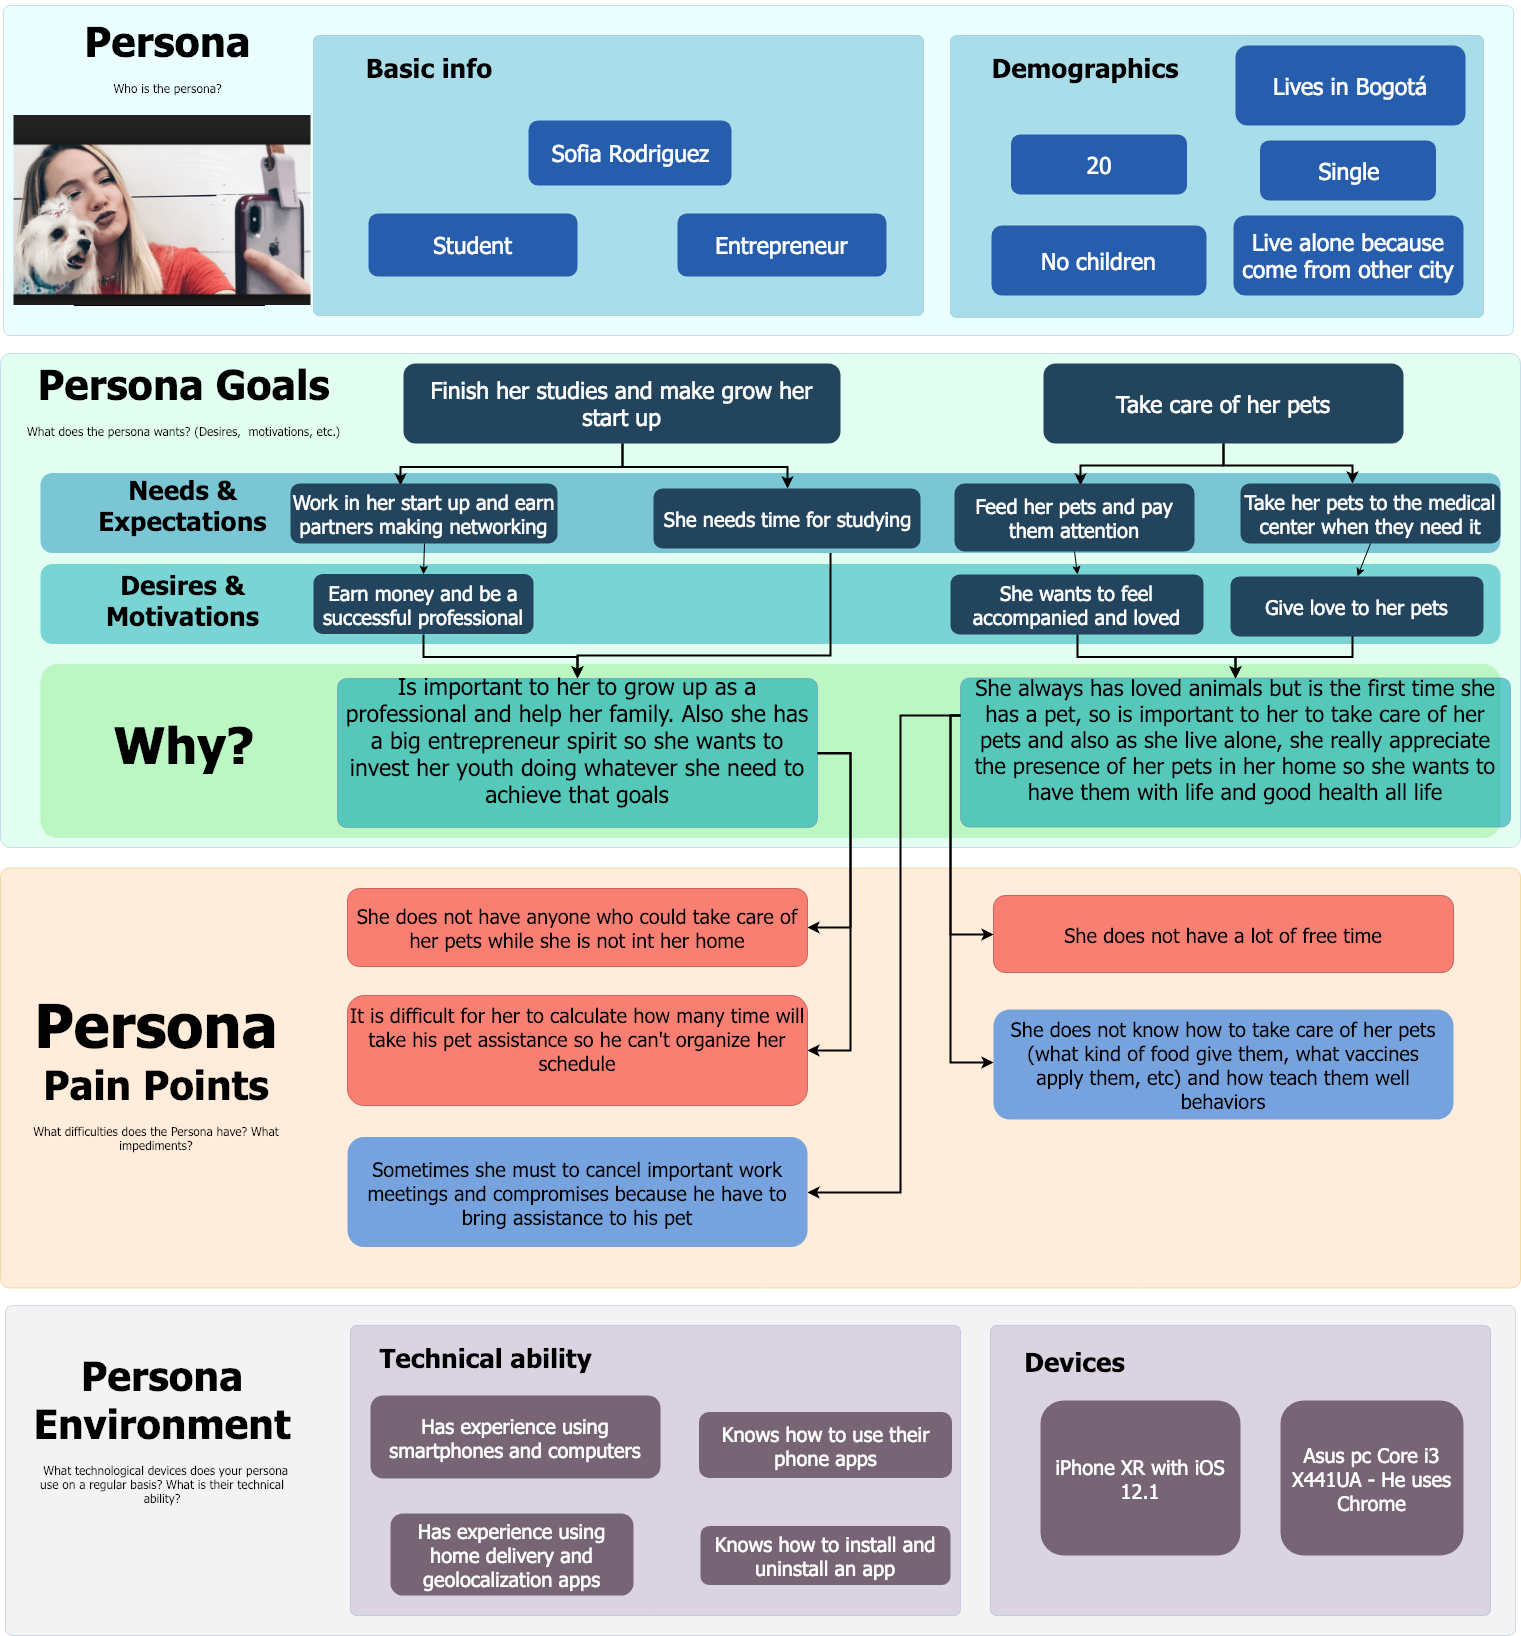 Persona
Who is the persona?
Basic info
Sofia Rodriguez
Student
Entrepreneur
Demographics
Lives in Bogotá
20
Single
No children
Live alone because
come from other city
Persona Goals
What does the persona wants? (Desires,  motivations, etc.)
Finish her studies and make grow her
start up
Take care of her pets
Needs &
Expectations
Work in her start up and earn
partners making networking
She needs time for studying
Feed her pets and pay
them attention
Take her pets to the medical
center when they need it
Desires &
Motivations
Earn money and be a
successful professional
She wants to feel
accompanied and loved
Give love to her pets
Why?
Is important to her to grow up as a
professional and help her family. Also she has
a big entrepreneur spirit so she wants to
invest her youth doing whatever she need to
achieve that goals
She always has loved animals but is the first time she
has a pet, so is important to her to take care of her
pets and also as she live alone, she really appreciate
the presence of her pets in her home so she wants to
have them with life and good health all life
Persona
Pain Points
What difficulties does the Persona have? What
impediments?
She does not have anyone who could take care of
her pets while she is not int her home
She does not have a lot of free time
It is difficult for her to calculate how many time will
take his pet assistance so he can't organize her
schedule
She does not know how to take care of her pets
(what kind of food give them, what vaccines
apply them, etc) and how teach them well
behaviors
Sometimes she must to cancel important work
meetings and compromises because he have to
bring assistance to his pet
Persona
Environment
What technological devices does your persona
use on a regular basis? What is their technical
ability?
Technical ability
Has experience using
smartphones and computers
Knows how to use their
phone apps
Has experience using
home delivery and
geolocalization apps
Knows how to install and
uninstall an app
Devices
iPhone XR with iOS
12.1
Asus pc Core i3
X441UA - He uses
Chrome